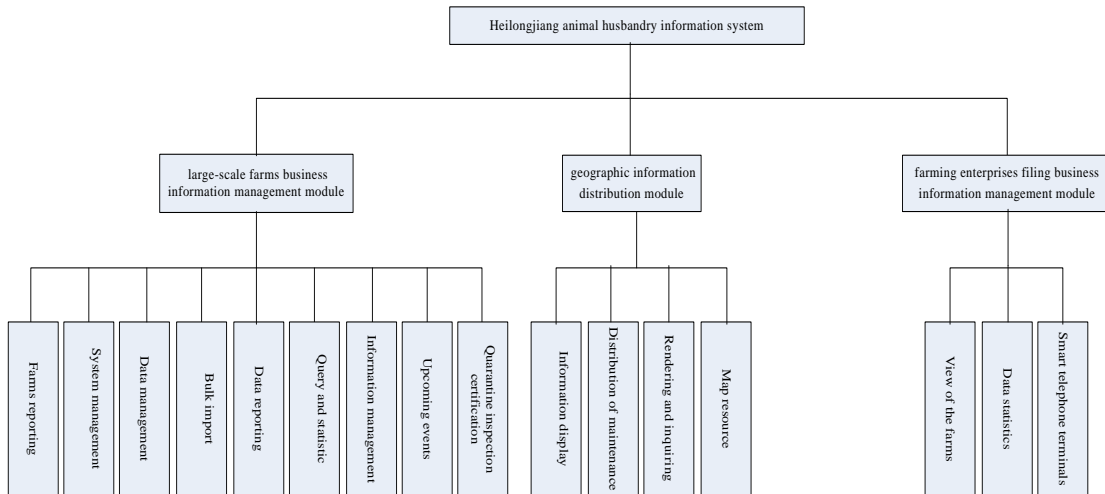 Heilongjiang animal husbandry information system
large-scale farms business
information management module
geographic information
distribution module
farming enterprises filing business
information management module
Farms reporting
System management
Data management
Bulk import
Data reporting
Query and statistic
Information management
Upcoming events
Quarantine inspection
certification
Information display
Distribution of maintenance
Rendering and inquiring
Map resource
View of the farms
Data statistics
Smart telephone terminals